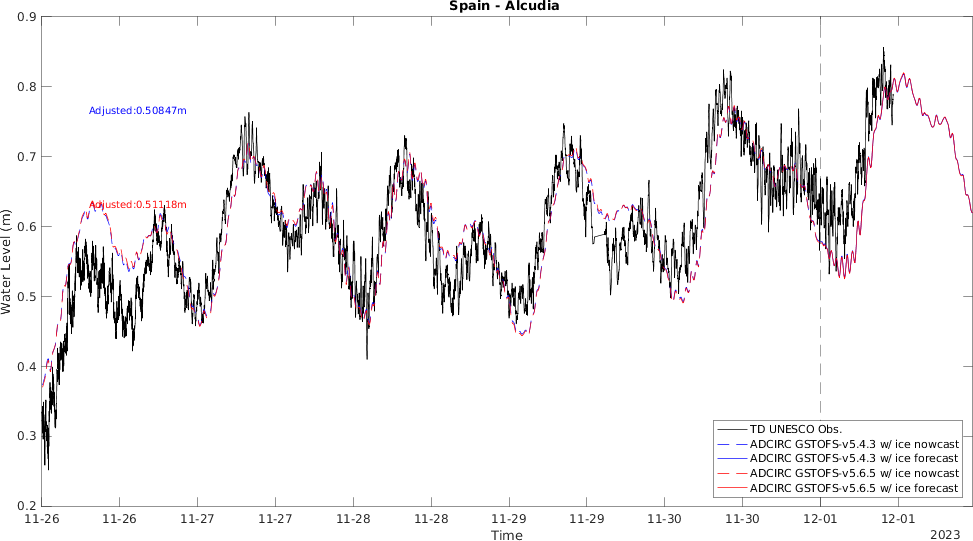 Spain - Alcudia
0.9
0.8
0.7
0.6
0.5
0.4
0.3
0.2
Water Level (m)
Adjusted:0.50847m
Adjusted:0.51118m
TD UNESCO Obs.
ADCIRC GSTOFS-v5.4.3 w/ ice nowcast
ADCIRC GSTOFS-v5.4.3 w/ ice forecast
ADCIRC GSTOFS-v5.6.5 w/ ice nowcast
ADCIRC GSTOFS-v5.6.5 w/ ice forecast
11-26 11-26 11-27 11-27 11-28 11-28 11-29 11-29 11-30 11-30 12-01 12-01
Time
2023